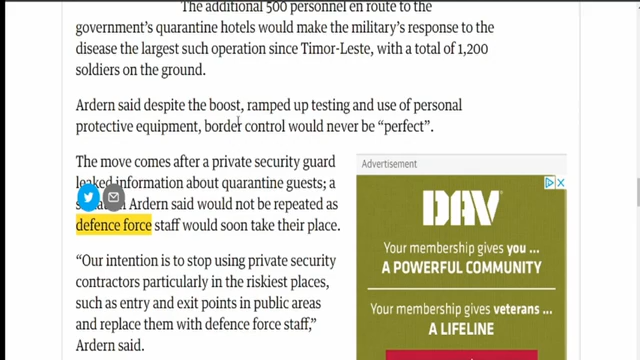 The additional 500 personnel en route to the
government's quarantine hotels would make the military's response to the
disease the largest such operation since Timor-Leste, with a total of 1,200
soldiers on the ground.
Ardern said despite the boost, ramped up testing and use of personal
protective equipment, border control would never be “perfect”.
The move comes after a private security guard
leaked information about quarantine guests; a
Ardern said would not be repeated as
defence force staff would soon take their place.
“Our intention is to stop using private security
contractors particularly in the riskiest places,
such as entry and exit points in public areas
and replace them with defence force staff,”
Ardern said.
Advertisement
DAV
Your membership gives you ...
A POWERFUL COMMUNITY
Your membership gives veterans ...
A LIFELINE